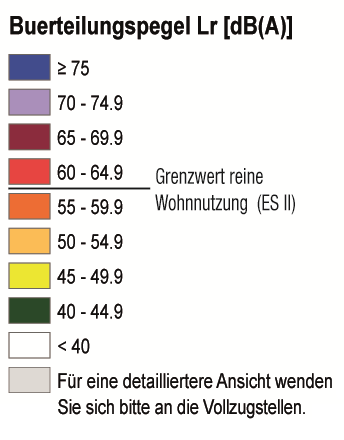 Buerteilungspegel Lr [dB(A)]
≥ 75
70 - 74.9
65 - 69.9
60 - 64.9
Grenzwert reine
Wohnnutzung (ES II)
55 - 59.9
50 - 54.9
45 - 49.9
40 - 44.9
< 40
Für eine detailliertere Ansicht wenden
Sie sich bitte an die Vollzugstellen.